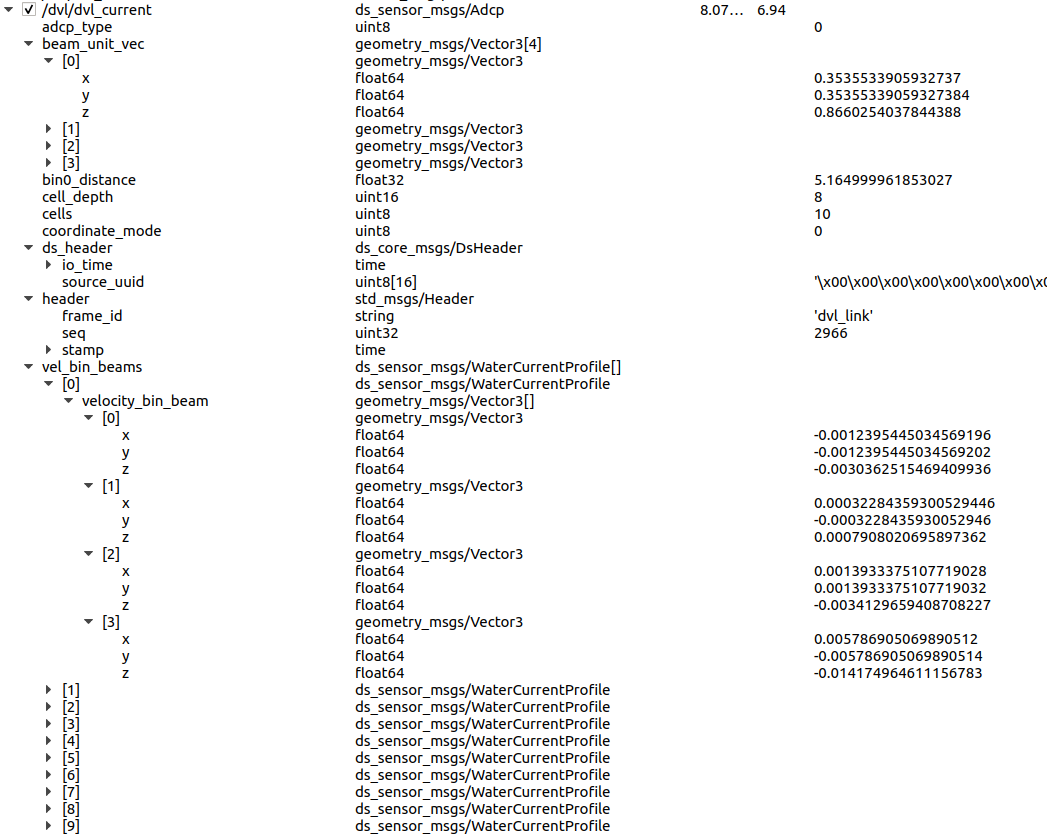 /dvl/dvl_current ds_sensor_msgs/Adcp 8.07... 6.94
adcp_type uint8 0
beam_unit_vec geometry_msgs/Vector3[4]
[0] geometry_msgs/Vector3
x float64 0.3535533905932737
y float64 0.35355339059327384
z float64 0.8660254037844388
[1] geometry_msgs/Vector3
[2] geometry_msgs/Vector3
[3] geometry_msgs/Vector3
bin0_distance float32 5.164999961853027
cell_depth uint16 8
cells uint8 10
coordinate_mode uint8 0
ds_header ds_core_msgs/DsHeader
io_time time
source_uuid uint8[16] '\x00\x00\x00\x00\x00\x00\x00\x0
header std_msgs/Header
frame_id string 'dvl_link'
seq uint32 2966
stamp time
vel_bin_beams ds_sensor_msgs/WaterCurrentProfile[]
[0] ds_sensor_msgs/WaterCurrentProfile
velocity_bin_beam geometry_msgs/Vector3[]
[0] geometry_msgs/Vector3
x float64 -0.0012395445034569196
y float64 -0.0012395445034569202
z float64 -0.0030362515469409936
[1] geometry_msgs/Vector3
x float64 0.00032284359300529446
y float64 -0.0003228435930052946
z float64 0.0007908020695897362
[2] geometry_msgs/Vector3
x float64 0.0013933375107719028
y float64 0.0013933375107719032
z float64 -0.0034129659408708227
[3] geometry_msgs/Vector3
x float64 0.005786905069890512
y float64 -0.005786905069890514
z float64 -0.014174964611156783
[1] ds_sensor_msgs/WaterCurrentProfile
[2] ds_sensor_msgs/WaterCurrentProfile
[3] ds_sensor_msgs/WaterCurrentProfile
[4] ds_sensor_msgs/WaterCurrentProfile
[5] ds_sensor_msgs/WaterCurrentProfile
[6] ds_sensor_msgs/WaterCurrentProfile
[7] ds_sensor_msgs/WaterCurrentProfile
[8] ds_sensor_msgs/WaterCurrentProfile
[9] ds_sensor_msgs/WaterCurrentProfile